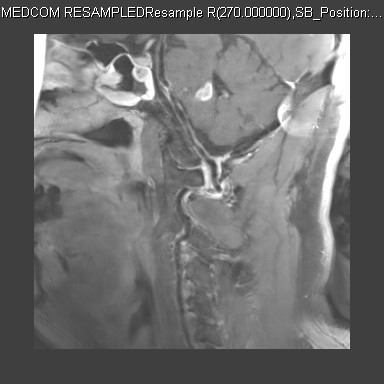 MEDCOM RESAMPLEDResample R(270.000000),SB_Position:...